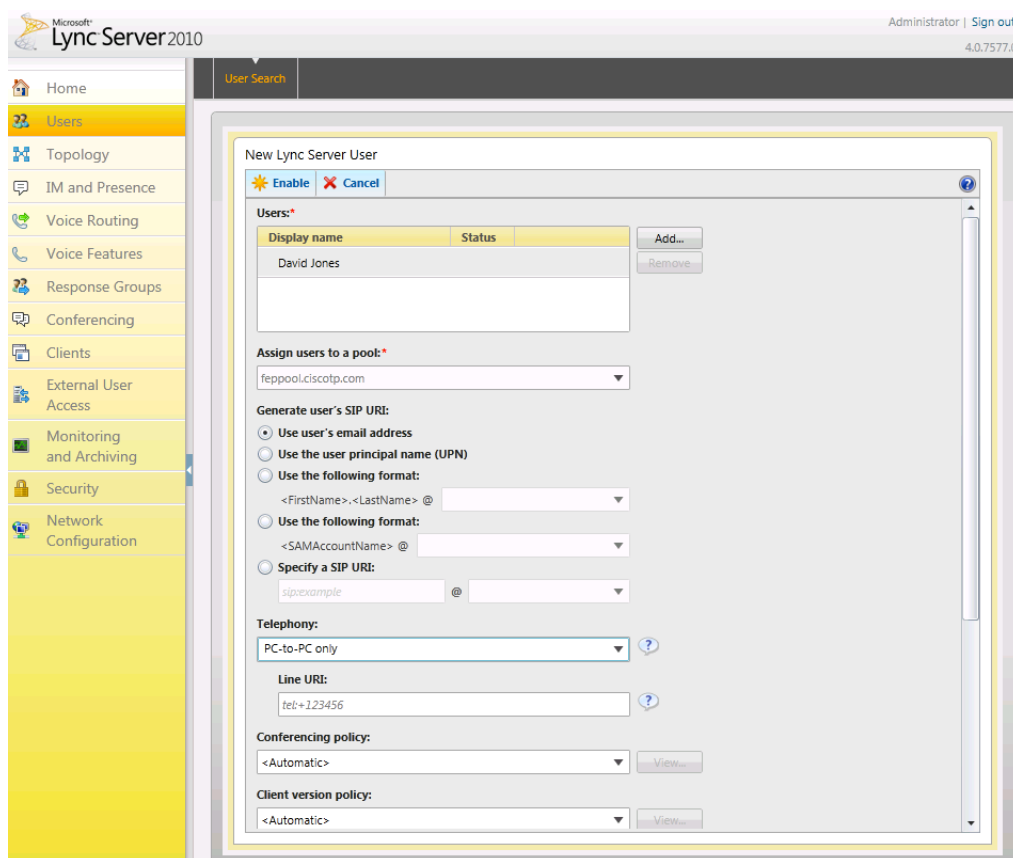 Microsoft®
Lync Server 2010
Administrator | Sign out
4.0.7577.
User Search
Home
Users
Topology
IM and Presence
Voice Routing
Voice Features
Response Groups
Conferencing
Clients
External User
Access
Monitoring
and Archiving
Security
Network
Configuration
New Lync Server User
Enable
Cancel
Users:*
Display name Status
Add...
David Jones
Remove
Assign users to a pool:*
feppool.ciscotp.com
Generate user's SIP URI:
Use user's email address
Use the user principal name (UPN)
Use the following format:
<FirstName>.<LastName> @
Use the following format:
<SAMAccountName> @
Specify a SIP URI:
sip:example @
Telephony:
PC-to-PC only
Line URI:
tel:+123456
Conferencing policy:
<Automatic> View...
Client version policy:
<Automatic> View...